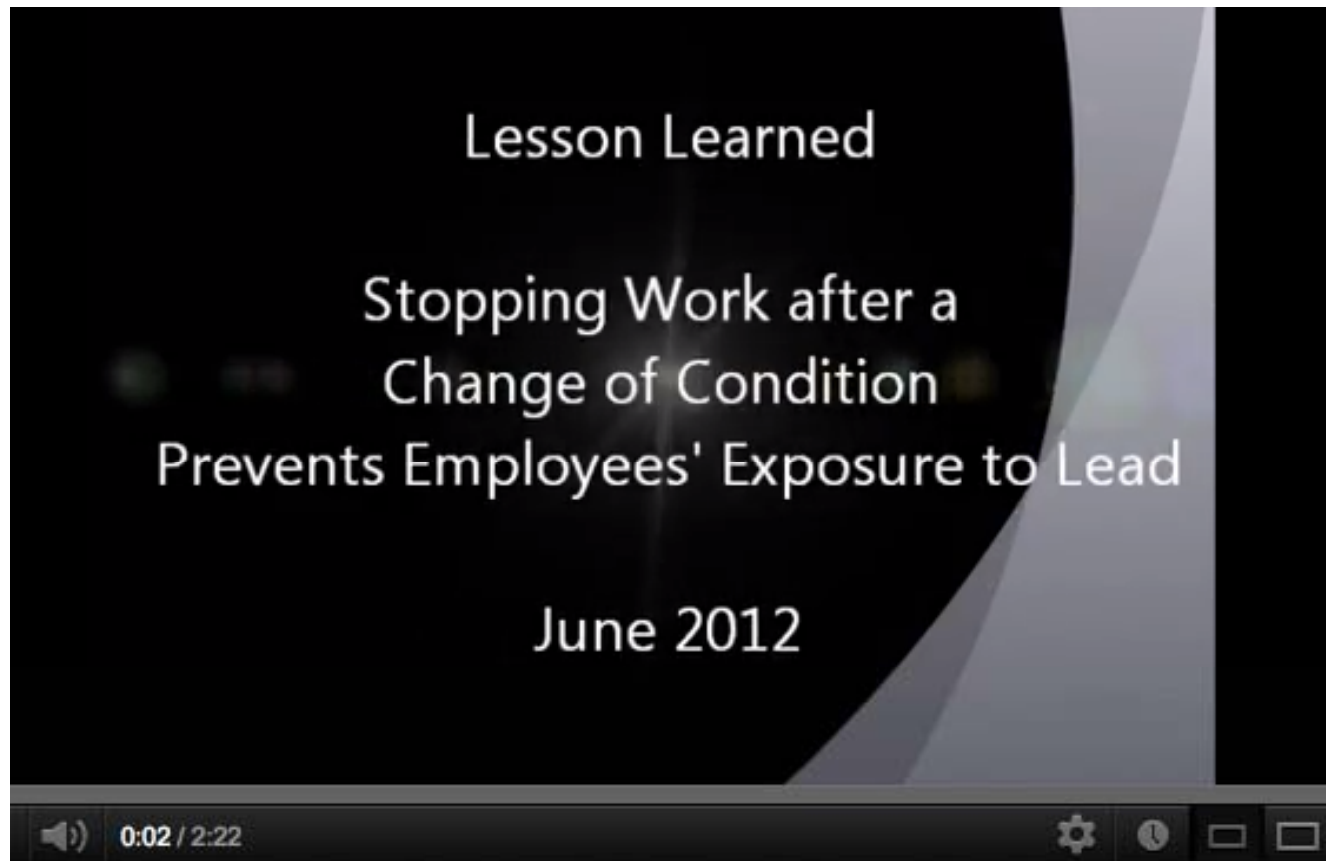 Lesson Learned
Stopping Work after a
Change of Condition
Prevents Employees' Exposure to Lead
June 2012
0:02 / 2:22